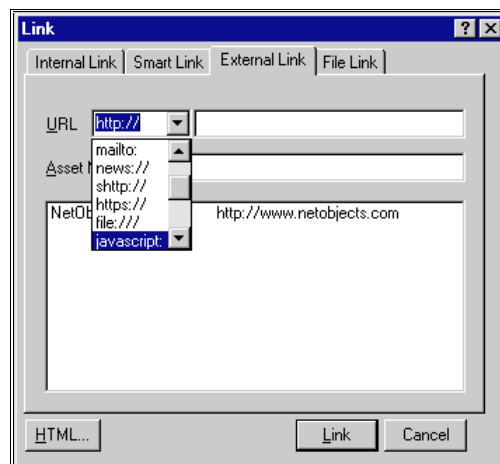 Link
Internal Link Smart Link External Link File Link
URL http://
mailto:
Asset news://
shttp://
https://
NetOb http://www.netobjects.com
file:///
javascript:
HTML... Link Cancel